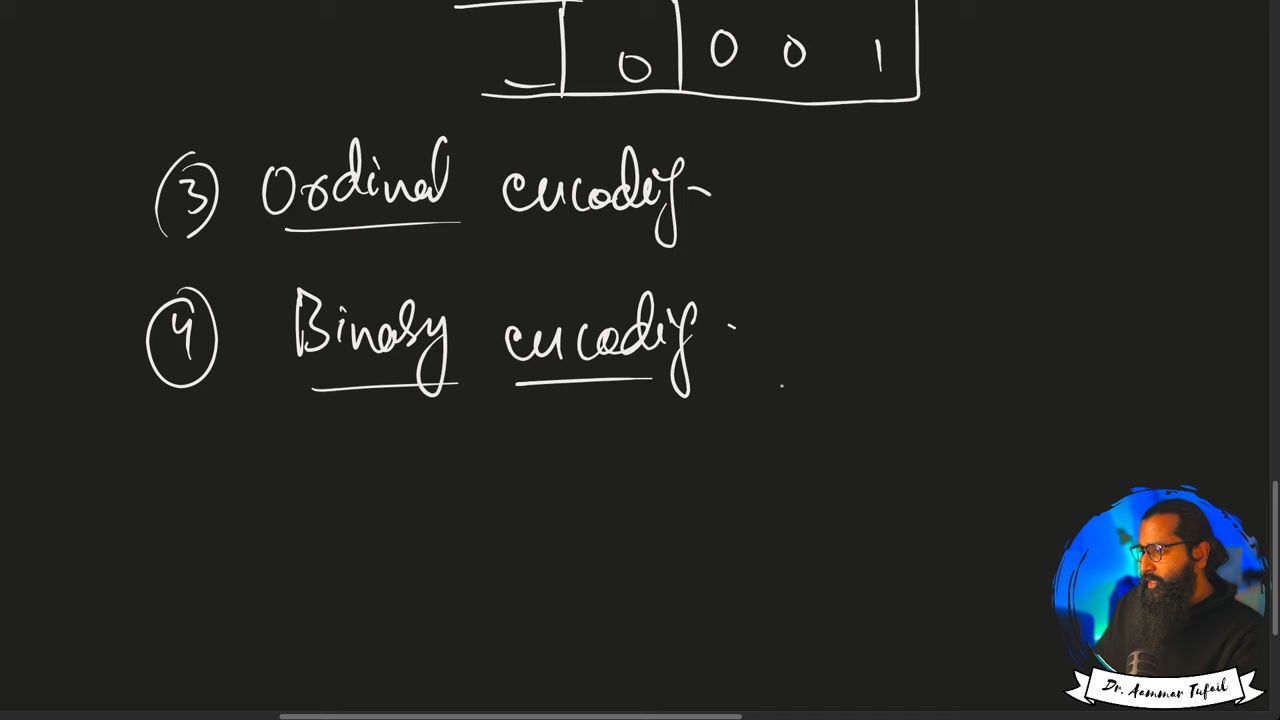 0 0 0 1
③ Ordinal encoding
④ Binary encoding.
Dr. Aammar Tufail